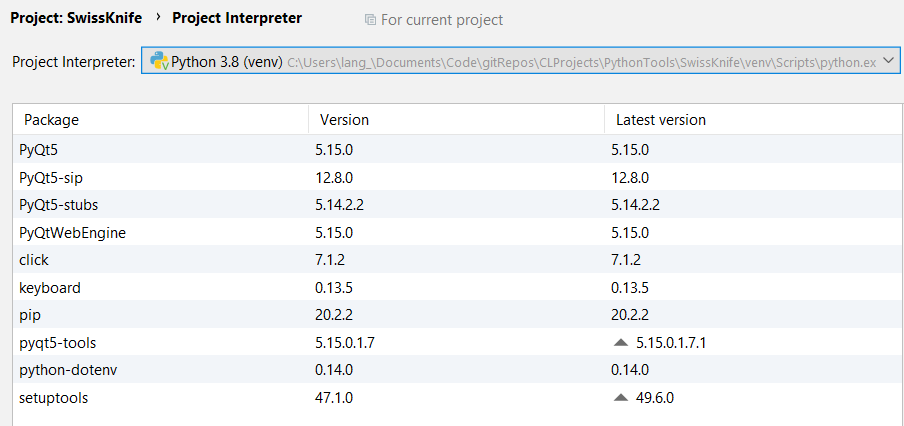 Project: SwissKnife › Project Interpreter For current project
Project Interpreter: Python 3.8 (venv) C:\Users\lang_\Documents\Code\gitRepos\CLProjects\PythonTools\SwissKnife\venv\Scripts\python.ex
Package Version Latest version
PyQt5 5.15.0 5.15.0
PyQt5-sip 12.8.0 12.8.0
PyQt5-stubs 5.14.2.2 5.14.2.2
PyQtWebEngine 5.15.0 5.15.0
click 7.1.2 7.1.2
keyboard 0.13.5 0.13.5
pip 20.2.2 20.2.2
pyqt5-tools 5.15.0.1.7 5.15.0.1.7.1
python-dotenv 0.14.0 0.14.0
setuptools 47.1.0 49.6.0